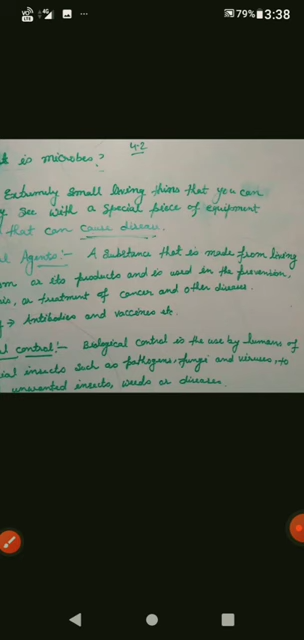 79% 3:38
4.2
is microbes?
Extremely small living things that you can
see with a special piece of equipment
that can cause disease.
Agents:- A Substance that is made from living
or its products and is used in the prevention,
or treatment of cancer and other disease.
→ Antibodies and vaccines etc.
control:- Biological control is the use by humans of
insects such as pathogens, fungi and viruses, to
unwanted insects, weeds or diseases.